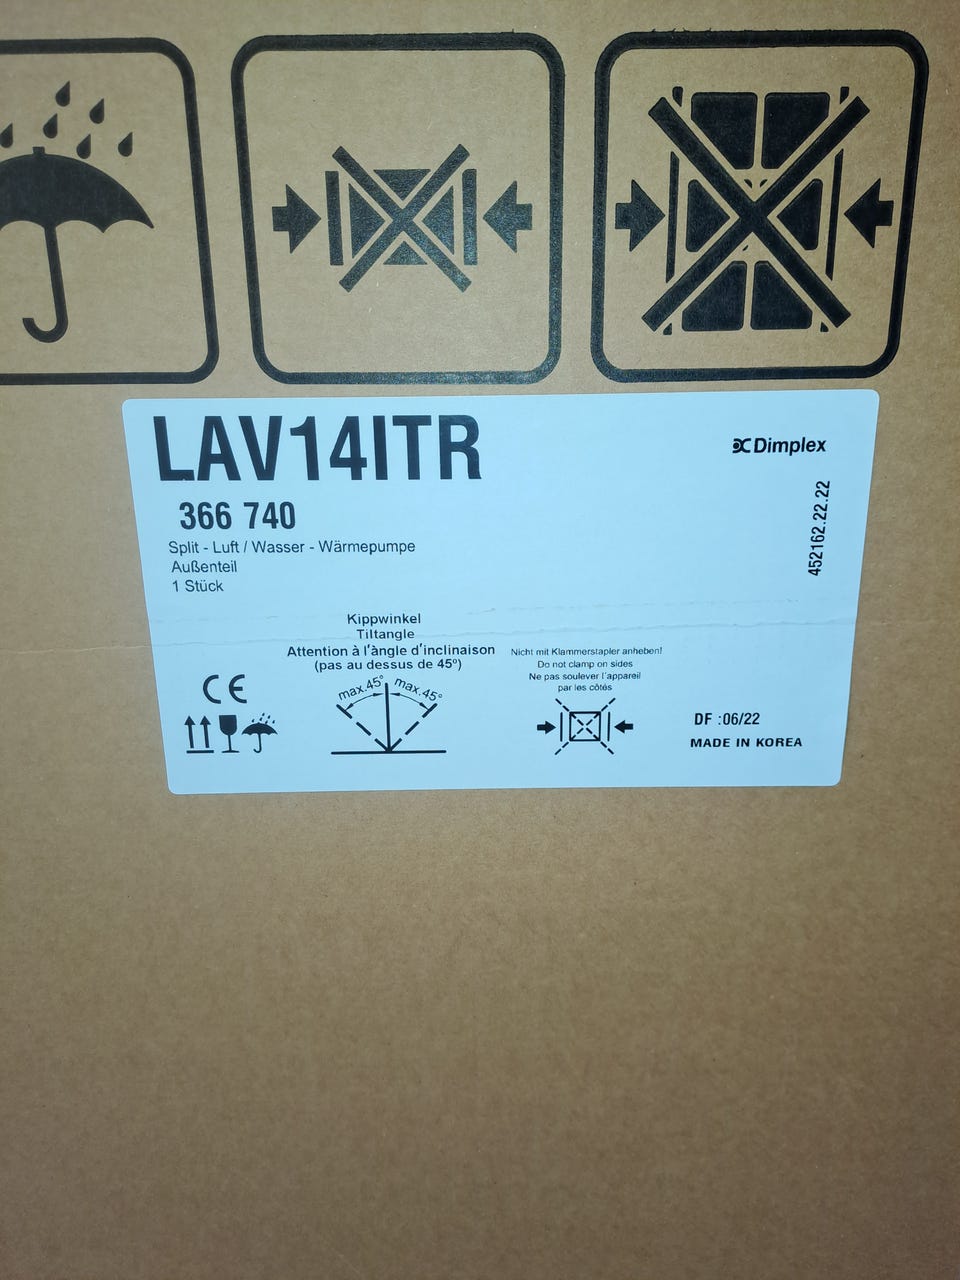 LAV14ITR
Dimplex
366 740
Split - Luft / Wasser - Wärmepumpe
Außenteil
1 Stück
452162.22.22
Kippwinkel
Tiltangle
Attention à l'àngle d'inclinaison
(pas au dessus de 45º)
max.45° max.45°
Nicht mit Klammerstapler anheben!
Do not clamp on sides
Ne pas soulever l'appareil
par les côtés
CE
DF :06/22
MADE IN KOREA